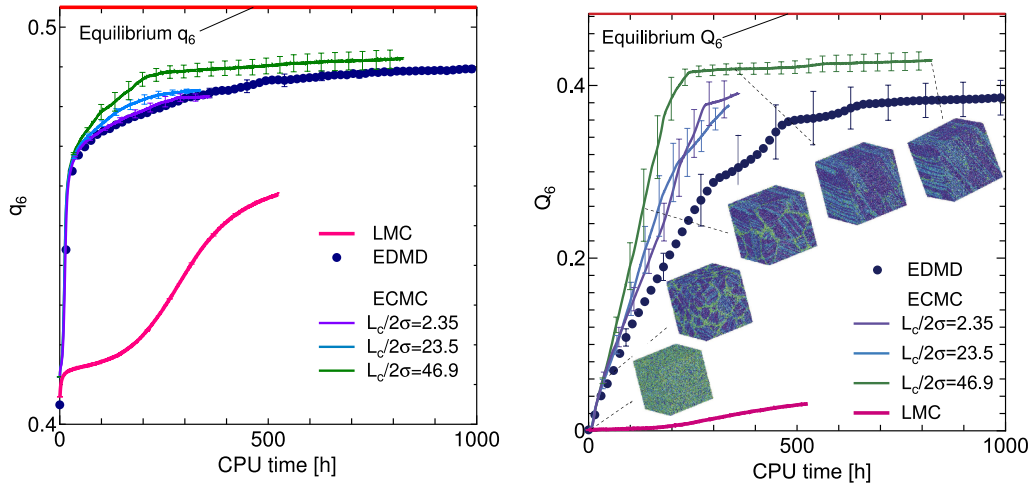 0.5
Equilibrium q6
q6
LMC
EDMD
ECMC
Lc/2σ=2.35
Lc/2σ=23.5
Lc/2σ=46.9
0.4
0
500
1000
CPU time [h]
Equilibrium Q6
0.4
Q6
0.2
EDMD
ECMC
Lc/2σ=2.35
Lc/2σ=23.5
Lc/2σ=46.9
LMC
0
0
500
1000
CPU time [h]